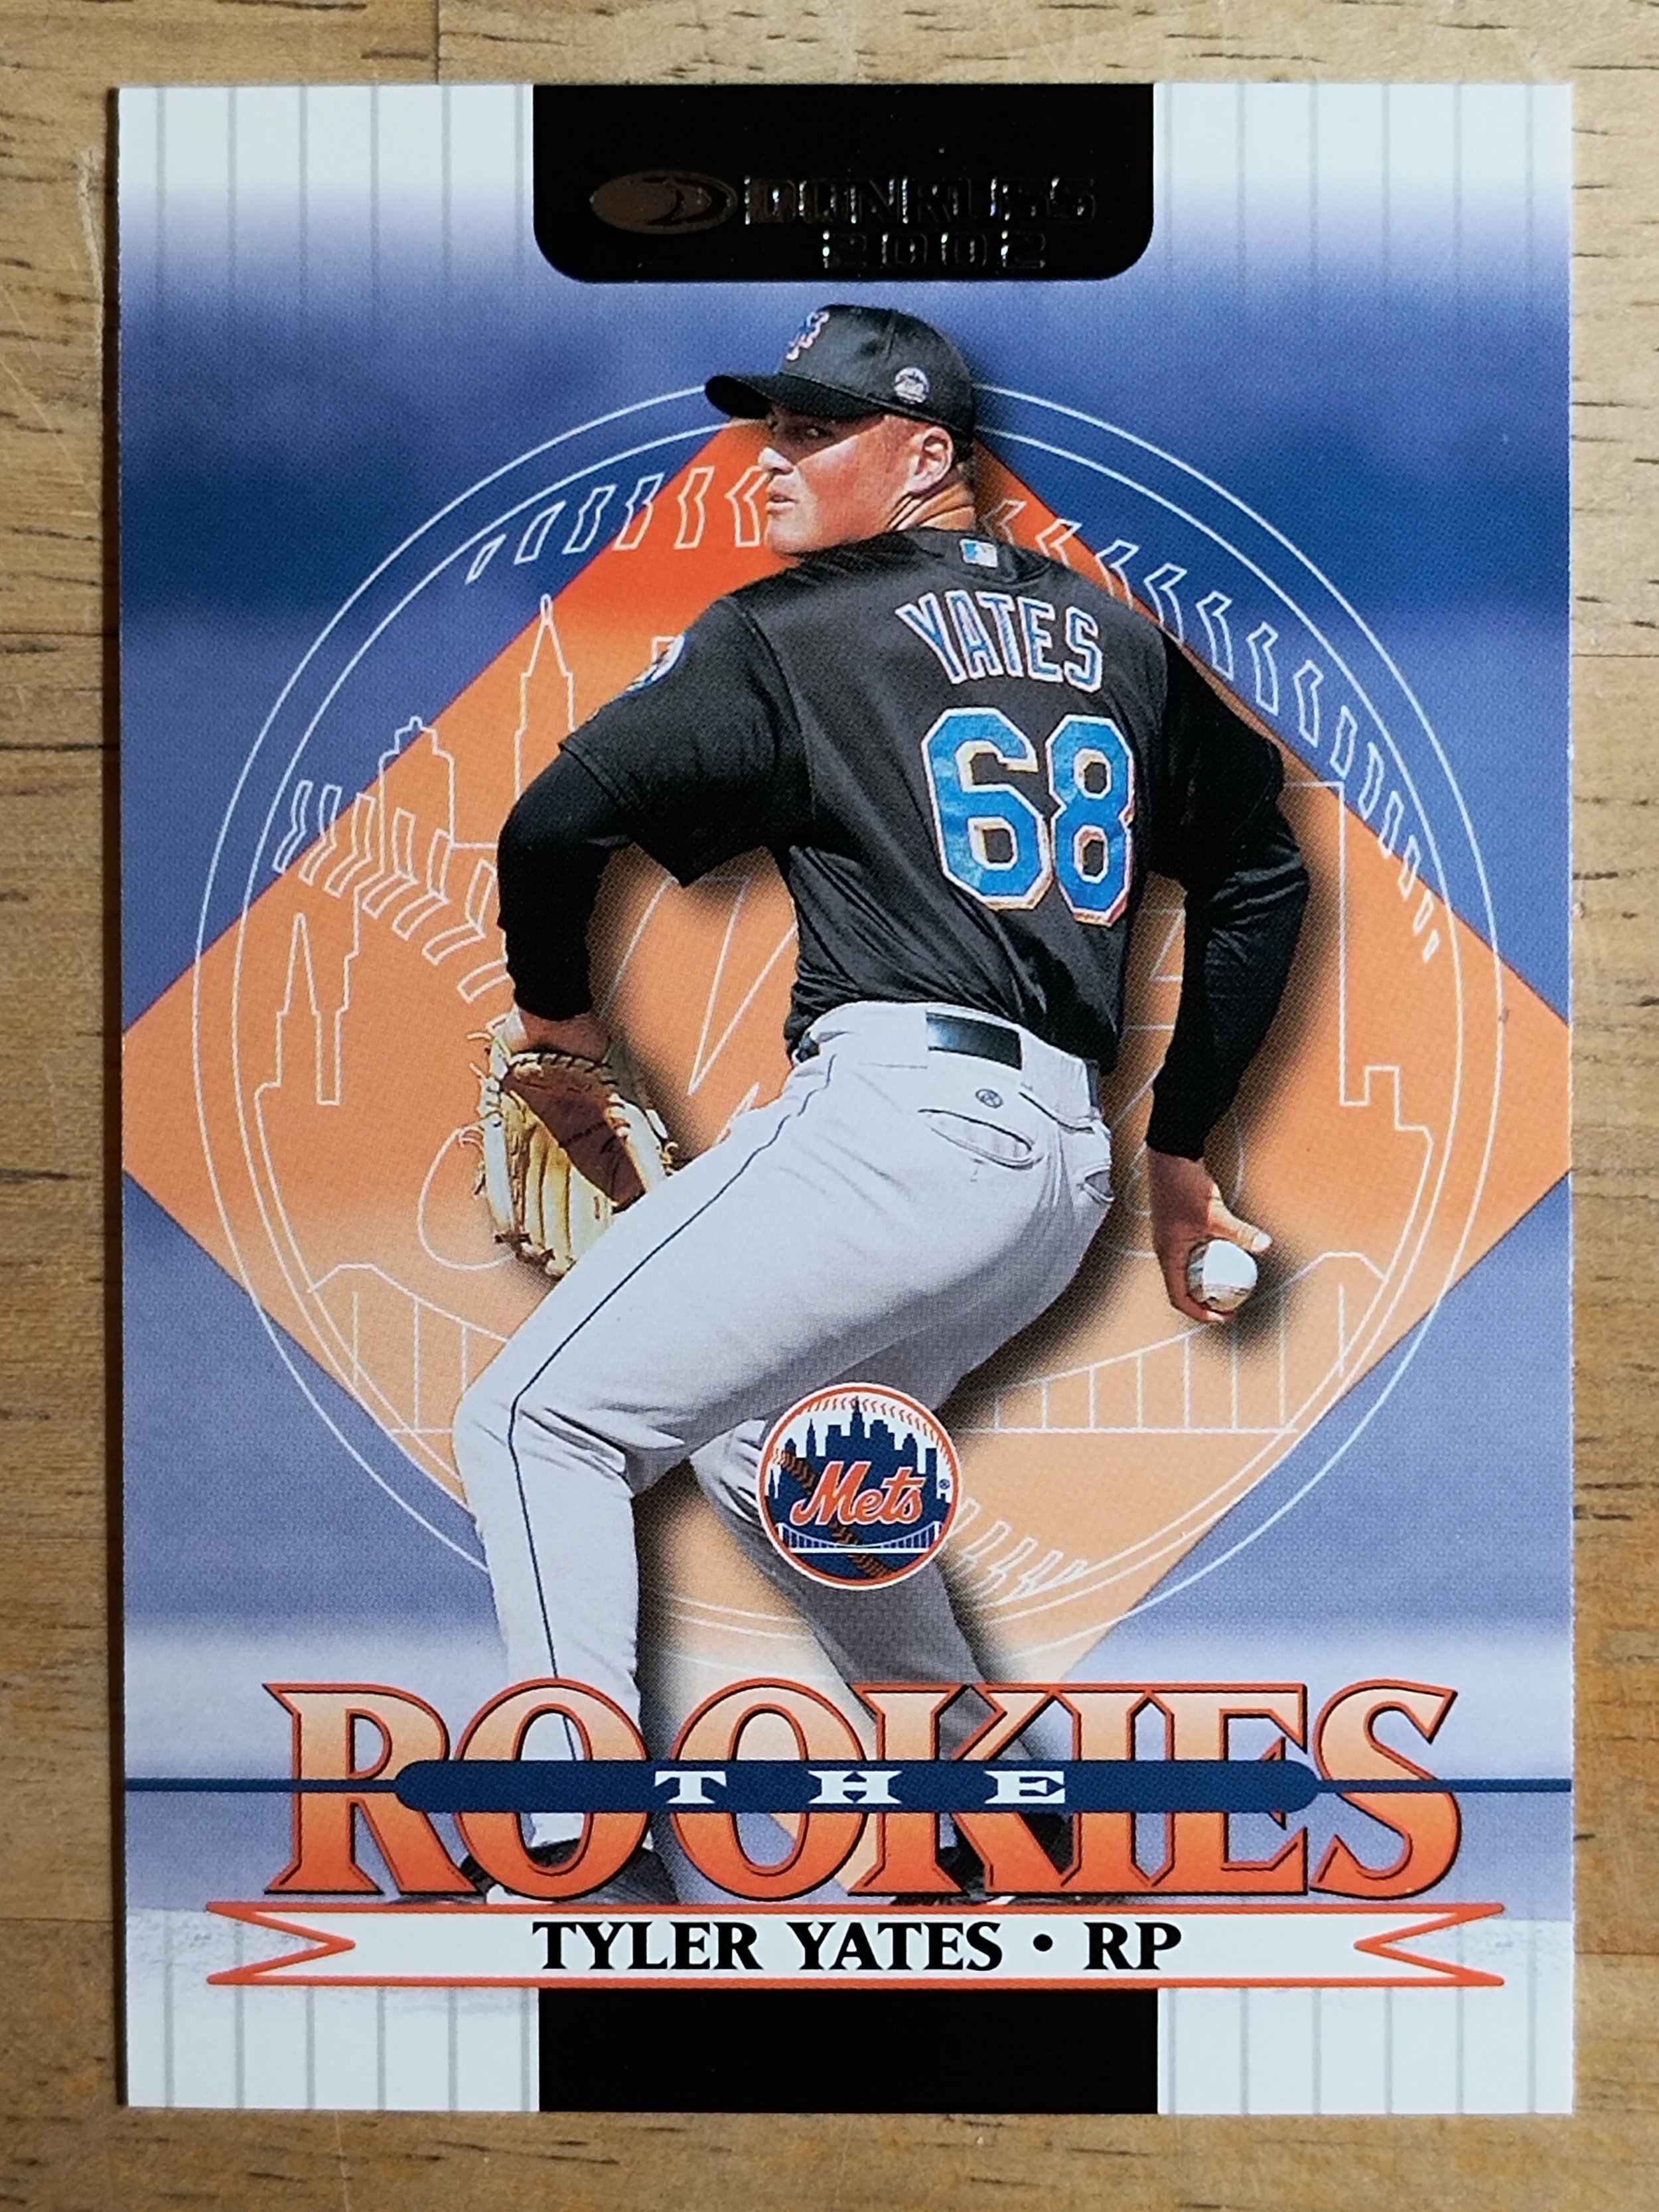 DONRUSS
2002
YATES
68
Mets
ROOKIES
THE
TYLER YATES • RP